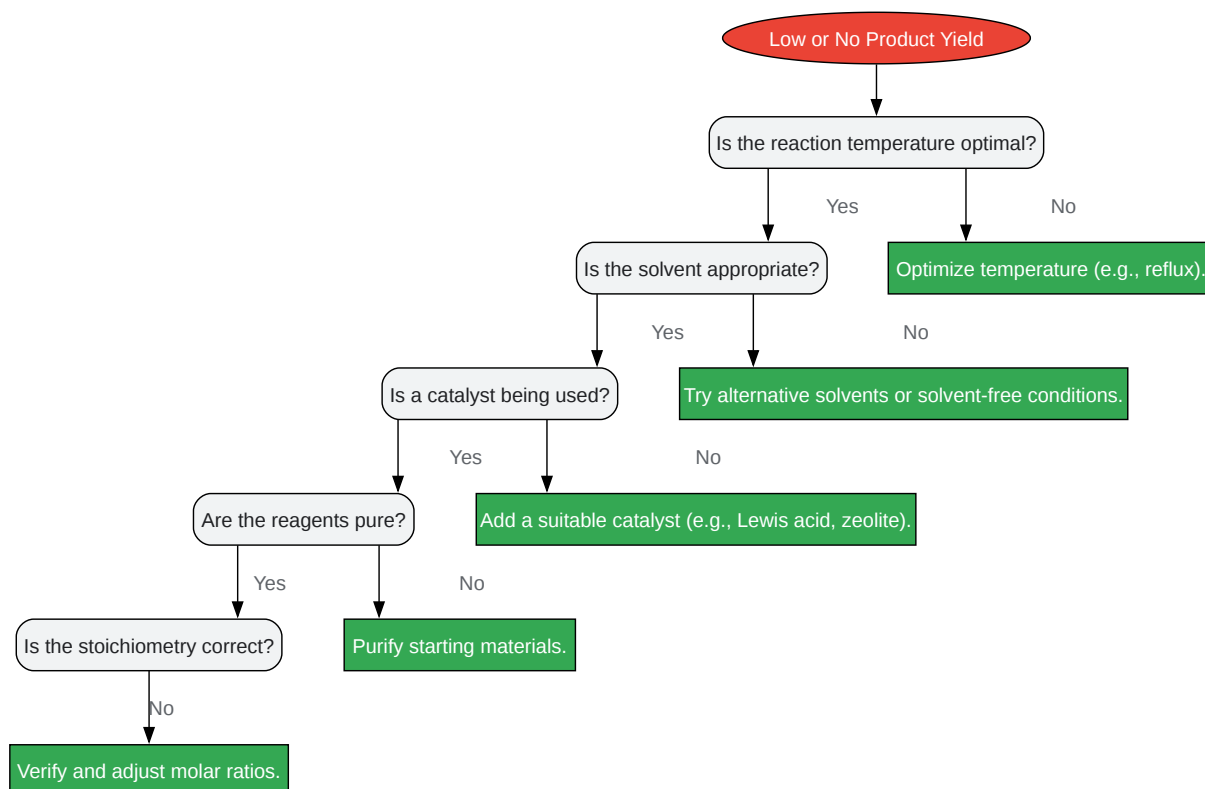 Low or No Product Yield
Is the reaction temperature optimal?
Yes
No
Is the solvent appropriate?
Optimize temperature (e.g., reflux).
Yes
No
Is a catalyst being used?
Try alternative solvents or solvent-free conditions.
Yes
No
Are the reagents pure?
Add a suitable catalyst (e.g., Lewis acid, zeolite).
Yes
No
Is the stoichiometry correct?
Purify starting materials.
No
Verify and adjust molar ratios.